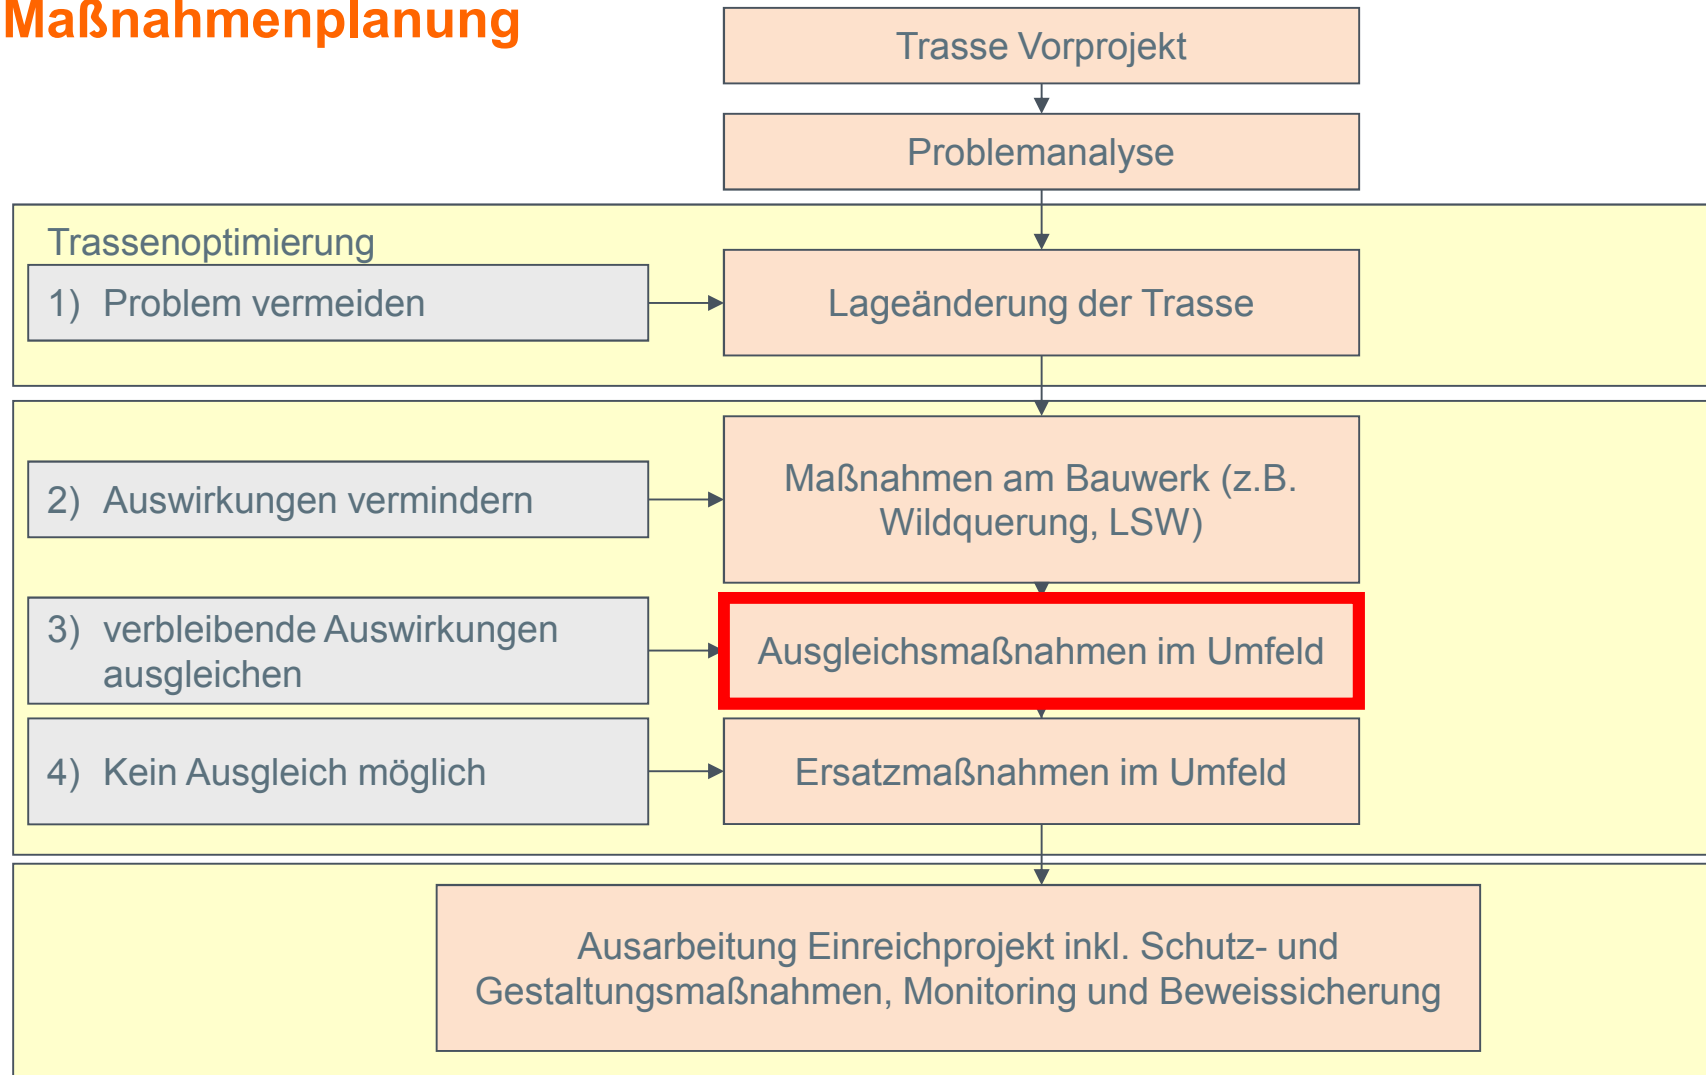 Maßnahmenplanung
Trasse Vorprojekt
Problemanalyse
Trassenoptimierung
1) Problem vermeiden
Lageänderung der Trasse
2) Auswirkungen vermindern
Maßnahmen am Bauwerk (z.B.
Wildquerung, LSW)
3) verbleibende Auswirkungen
ausgleichen
Ausgleichsmaßnahmen im Umfeld
4) Kein Ausgleich möglich
Ersatzmaßnahmen im Umfeld
Ausarbeitung Einreichprojekt inkl. Schutz- und
Gestaltungsmaßnahmen, Monitoring und Beweissicherung